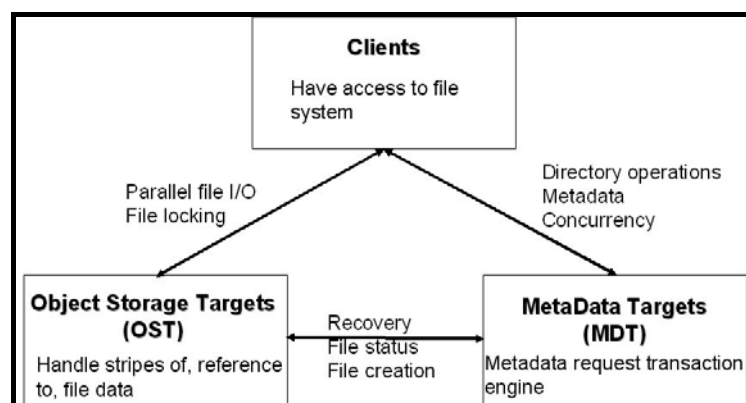 Clients
Have access to file
system
Parallel file I/O
File locking
Directory operations
Metadata
Concurrency
Object Storage Targets
(OST)
Handle stripes of, reference
to, file data
Recovery
File status
File creation
MetaData Targets
(MDT)
Metadata request transaction
engine